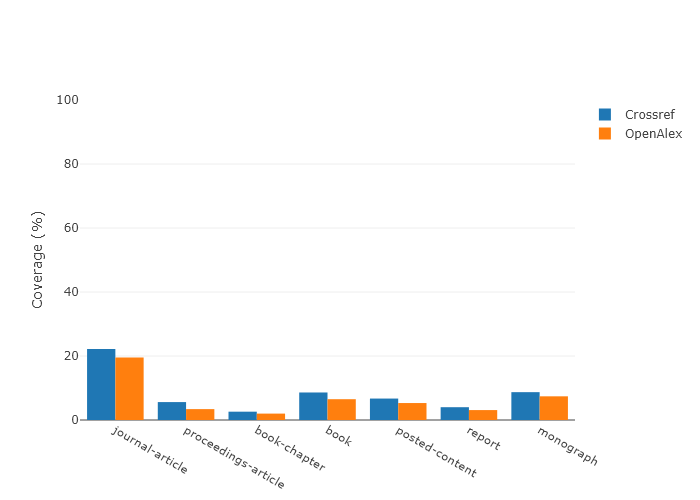 100
80
60
40
20
0
Coverage (%)
journal-article
proceedings-article
book-chapter
book
posted-content
report
monograph
Crossref
OpenAlex